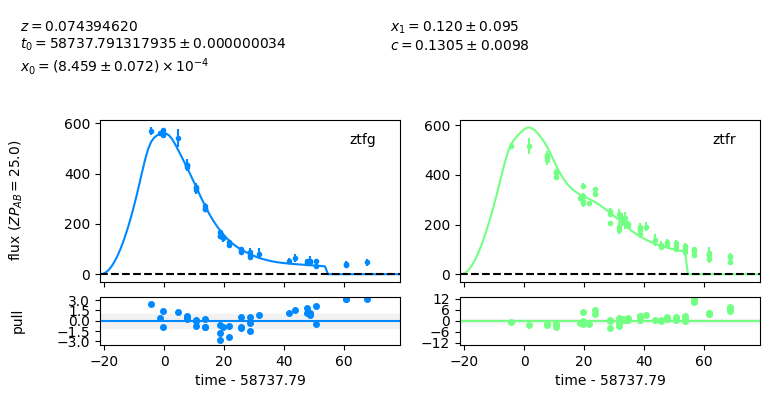 z = 0.074394620
t₀ = 58737.791317935 ± 0.000000034
x₀ = (8.459 ± 0.072) × 10⁻⁴
x₁ = 0.120 ± 0.095
c = 0.1305 ± 0.0098
flux (ZP_AB = 25.0)
600
400
200
0
ztfg
600
400
200
0
ztfr
pull
3.0
1.5
0.0
−1.5
−3.0
−20 0 20 40 60
time - 58737.79
12
6
0
−6
−12
−20 0 20 40 60
time - 58737.79